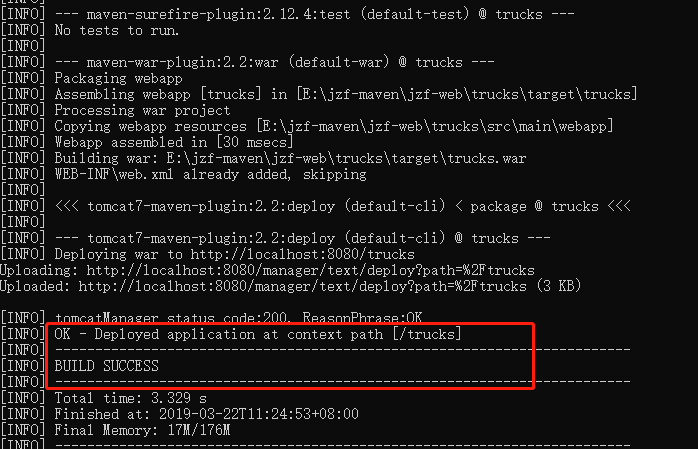 [INFO] --- maven-surefire-plugin:2.12.4:test (default-test) @ trucks ---
[INFO] No tests to run.
[INFO]
[INFO] --- maven-war-plugin:2.2:war (default-war) @ trucks ---
[INFO] Packaging webapp
[INFO] Assembling webapp [trucks] in [E:\jzf-maven\jzf-web\trucks\target\trucks]
[INFO] Processing war project
[INFO] Copying webapp resources [E:\jzf-maven\jzf-web\trucks\src\main\webapp]
[INFO] Webapp assembled in [30 msecs]
[INFO] Building war: E:\jzf-maven\jzf-web\trucks\target\trucks.war
[INFO] WEB-INF\web.xml already added, skipping
[INFO]
[INFO] <<< tomcat7-maven-plugin:2.2:deploy (default-cli) < package @ trucks <<<
[INFO]
[INFO] --- tomcat7-maven-plugin:2.2:deploy (default-cli) @ trucks ---
[INFO] Deploying war to http://localhost:8080/trucks
Uploading: http://localhost:8080/manager/text/deploy?path=%2Ftrucks
Uploaded: http://localhost:8080/manager/text/deploy?path=%2Ftrucks (3 KB)
[INFO] tomcatManager status code:200, ReasonPhrase:OK
[INFO] OK - Deployed application at context path [/trucks]
[INFO] ------------------------------------------------------------------------
[INFO] BUILD SUCCESS
[INFO] ------------------------------------------------------------------------
[INFO] Total time: 3.329 s
[INFO] Finished at: 2019-03-22T11:24:53+08:00
[INFO] Final Memory: 17M/176M
[INFO] ------------------------------------------------------------------------